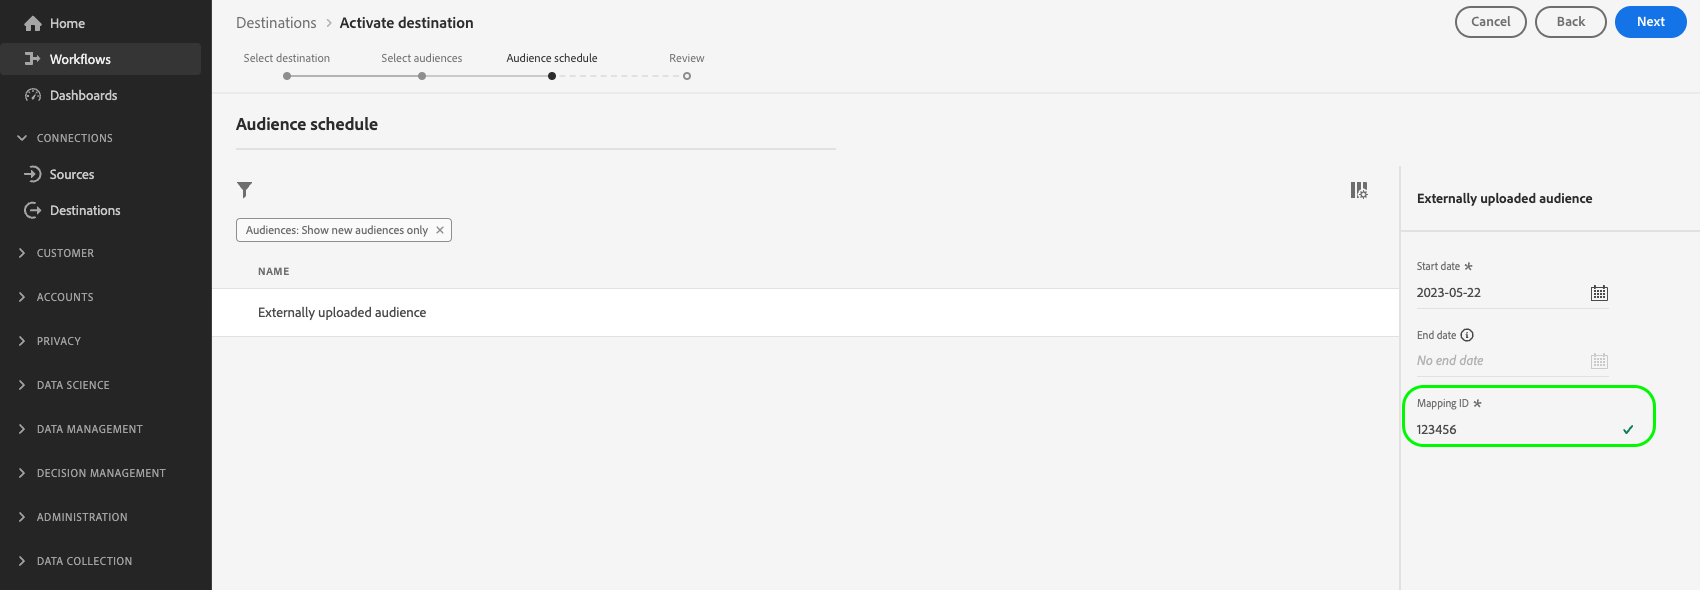 Home
Workflows
Dashboards
CONNECTIONS
Sources
Destinations
CUSTOMER
ACCOUNTS
PRIVACY
DATA SCIENCE
DATA MANAGEMENT
DECISION MANAGEMENT
ADMINISTRATION
DATA COLLECTION
Destinations > Activate destination
Cancel Back Next
Select destination Select audiences Audience schedule Review
Audience schedule
Audiences: Show new audiences only ×
NAME
Externally uploaded audience
Externally uploaded audience
Start date *
2023-05-22
End date
No end date
Mapping ID *
123456